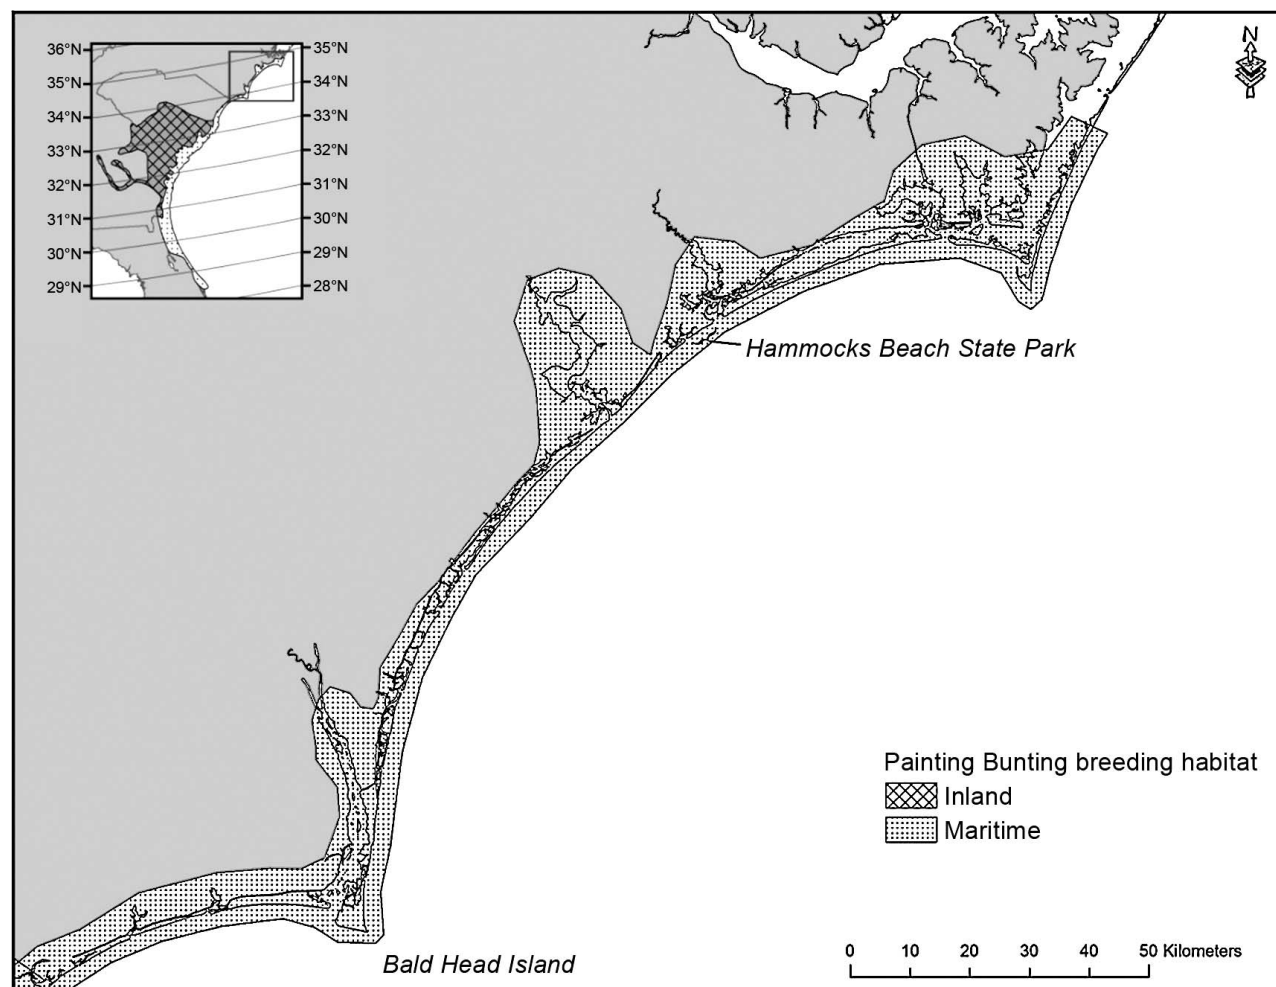 36°N
35°N
34°N
33°N
32°N
31°N
30°N
29°N
35°N
34°N
33°N
32°N
31°N
30°N
29°N
28°N
N
Hammocks Beach State Park
Painting Bunting breeding habitat
Inland
Maritime
Bald Head Island
0 10 20 30 40 50 Kilometers